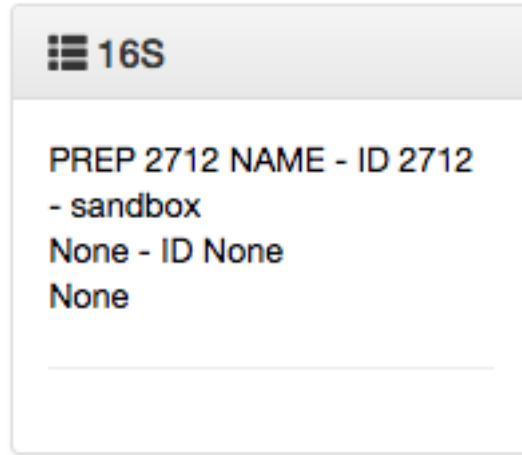 16S
PREP 2712 NAME - ID 2712
- sandbox
None - ID None
None